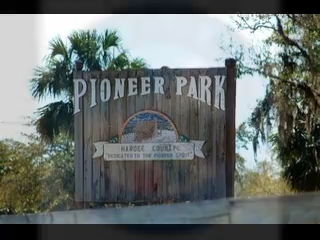 PIONEER PARK
HARDEE COUNTY
"DEDICATED TO THE PIONEER SPIRIT"